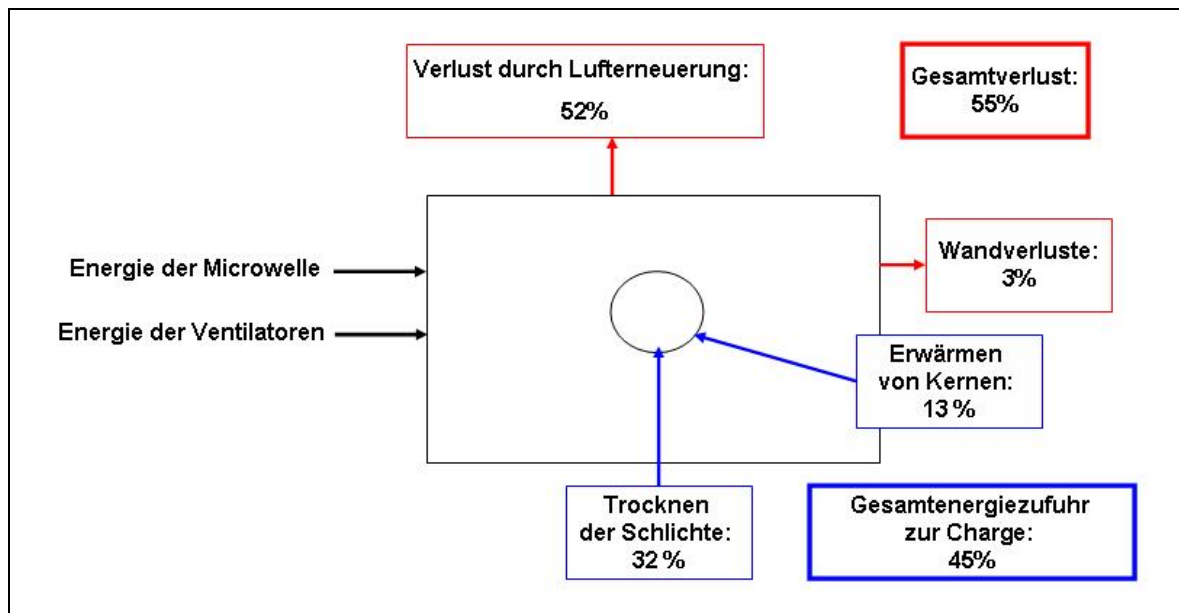 Verlust durch Lufterneuerung:
52%
Gesamtverlust:
55%
Energie der Microwelle
Energie der Ventilatoren
Wandverluste:
3%
Erwärmen
von Kernen:
13 %
Trocknen
der Schlichte:
32 %
Gesamtenergiezufuhr
zur Charge:
45%